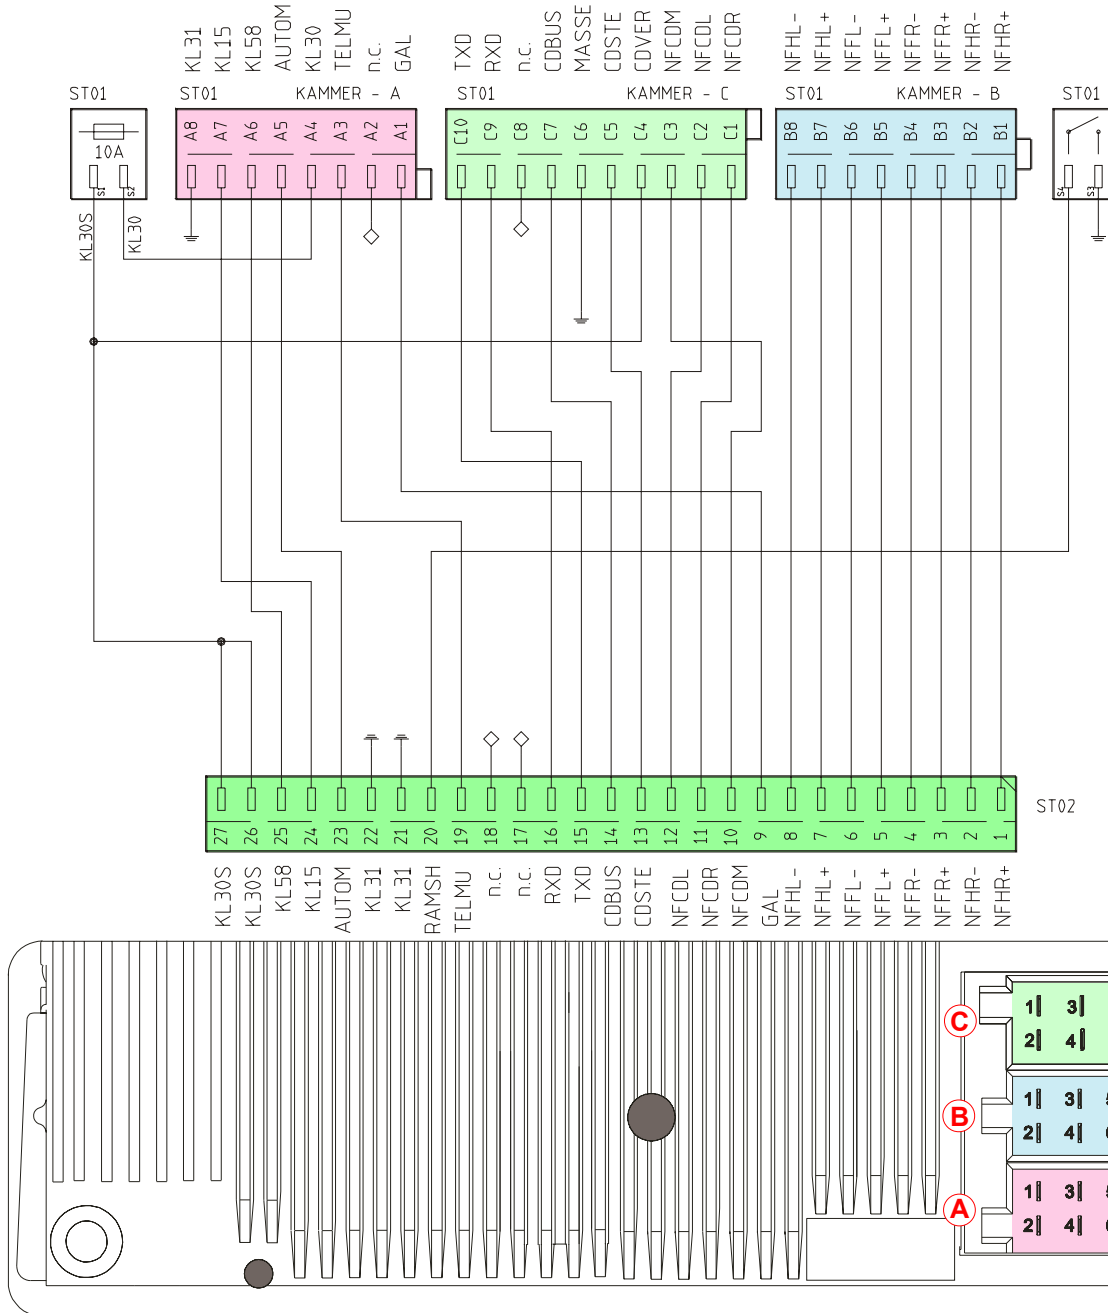 KL31 KL15 KL58 AUTOM KL30 TELMU n.c. GAL TXD RXD n.c. CDBUS MASSE CDSTE CDVER NFCDM NFCDL NFCDR NFHL- NFHL+ NFFL- NFFL+ NFFR- NFFR+ NFHR- NFHR+
ST01 ST01 KAMMER - A ST01 KAMMER - C ST01 KAMMER - B ST01
A8 A7 A6 A5 A4 A3 A2 A1 C10 C9 C8 C7 C6 C5 C4 C3 C2 C1 B8 B7 B6 B5 B4 B3 B2 B1
10A
S1 S2 S4 S3
KL30S KL30
ST02
27 26 25 24 23 22 21 20 19 18 17 16 15 14 13 12 11 10 9 8 7 6 5 4 3 2 1
KL30S KL30S KL58 KL15 AUTOM KL31 KL31 RAMSH TELMU n.c. n.c. RXD TXD CDBUS CDSTE NFCDL NFCDR NFCDM GAL NFHL- NFHL+ NFFL- NFFL+ NFFR- NFFR+ NFHR- NFHR+
C 1 3
2 4
B 1 3 5
2 4 6
A 1 3 5
2 4 6